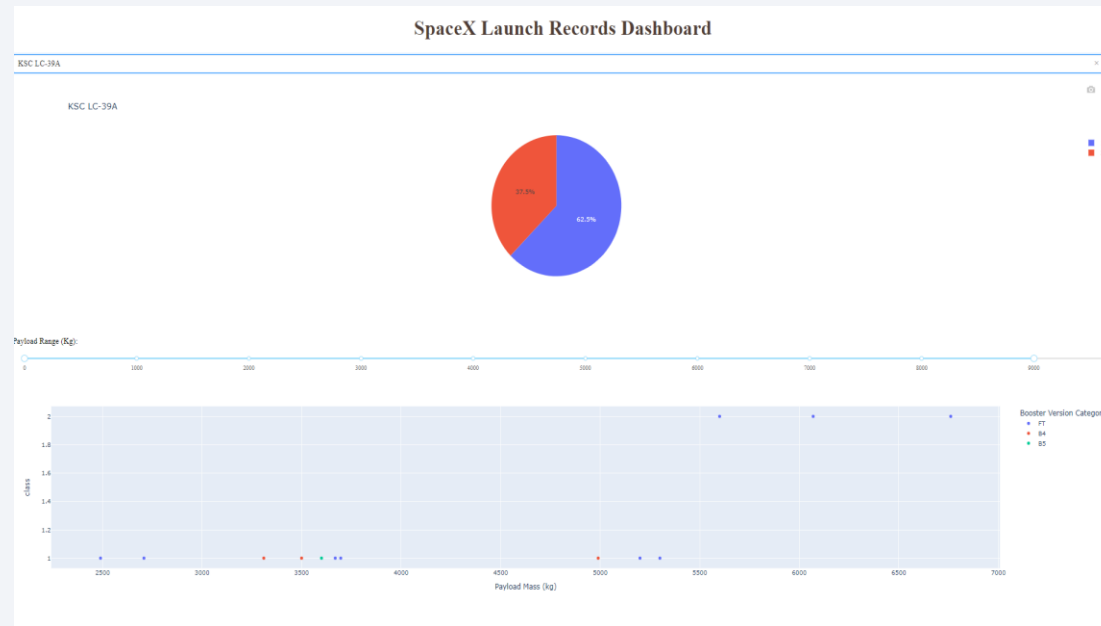 SpaceX Launch Records Dashboard
KSC LC-39A ×
KSC LC-39A
37.5%
62.5%
Payload Range (Kg):
0 1000 2000 3000 4000 5000 6000 7000 8000 9000
Booster Version Categor
FT
B4
B5
class
2
1.8
1.6
1.4
1.2
1
2500 3000 3500 4000 4500 5000 5500 6000 6500 7000
Payload Mass (kg)